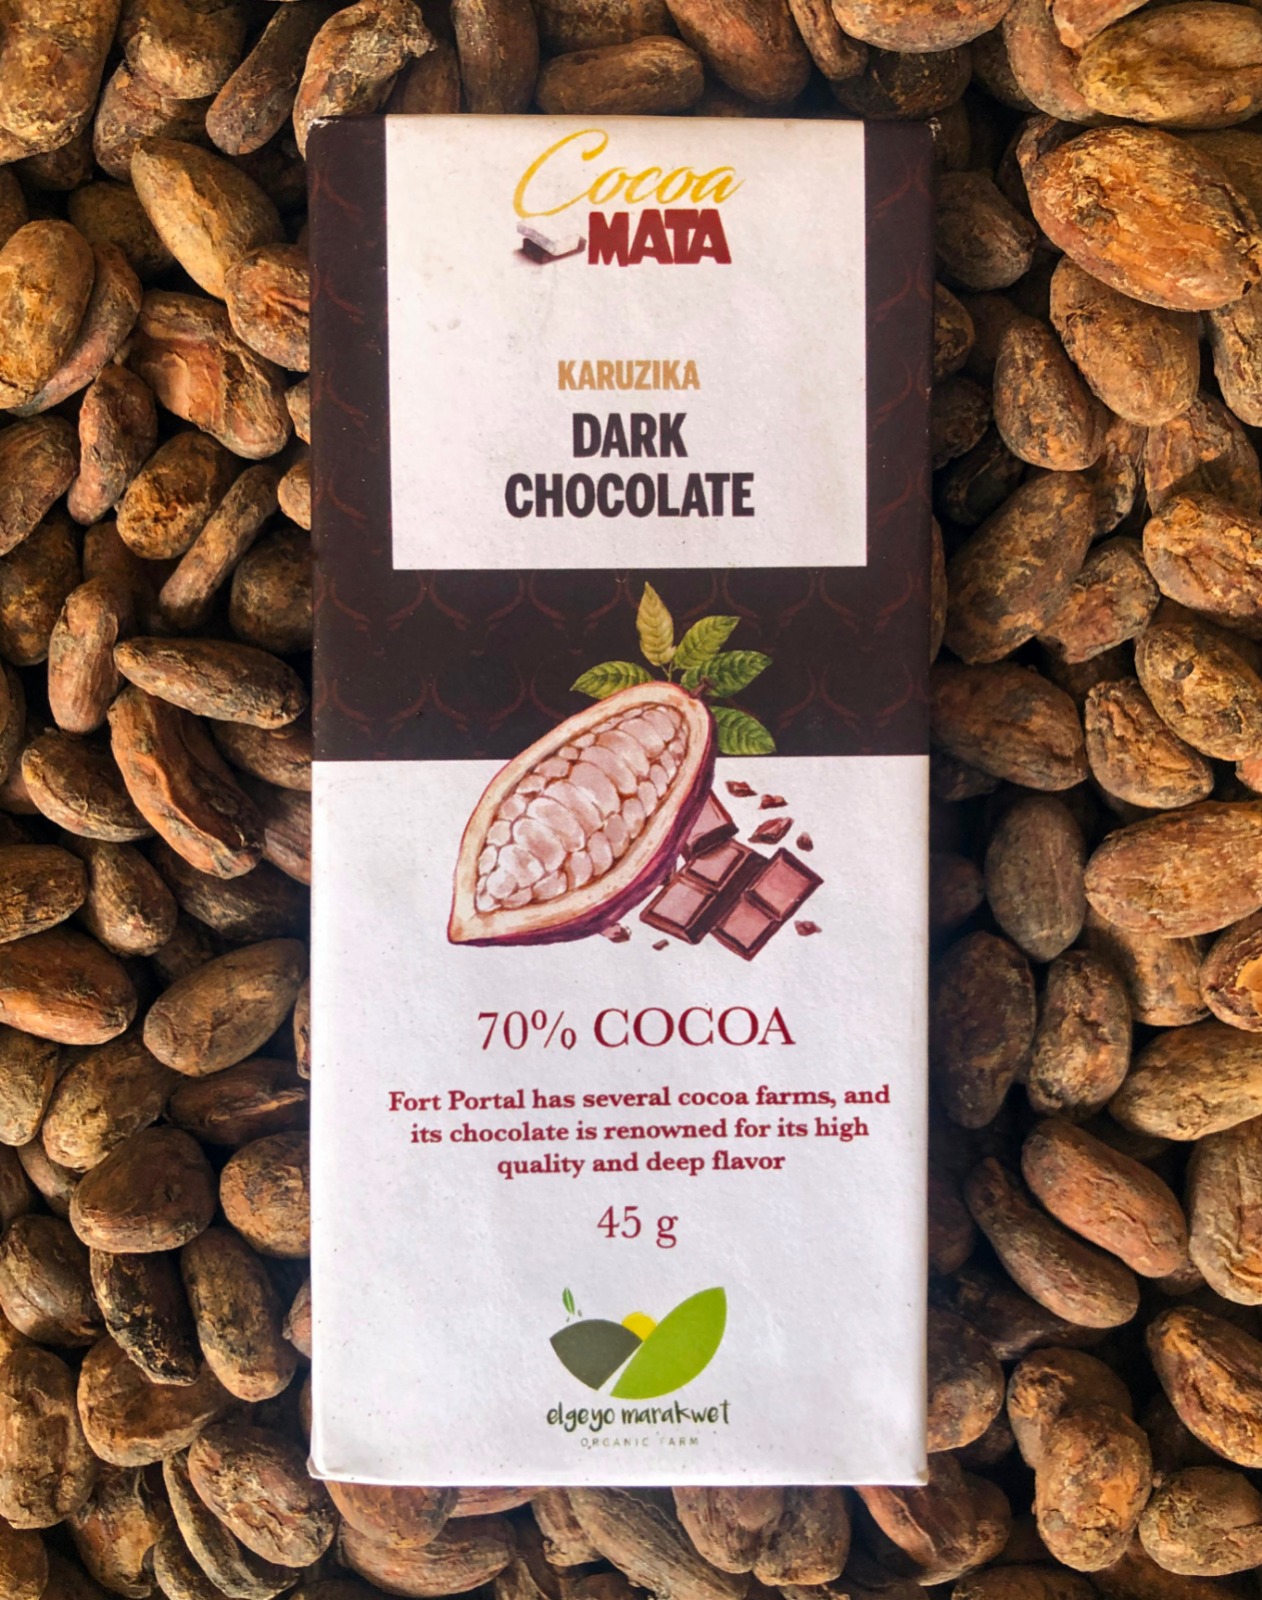 Cocoa
MATA
KARUZIKA
DARK
CHOCOLATE
70% COCOA
Fort Portal has several cocoa farms, and
its chocolate is renowned for its high
quality and deep flavor
45 g
elgeyo marakwet
ORGANIC FARM